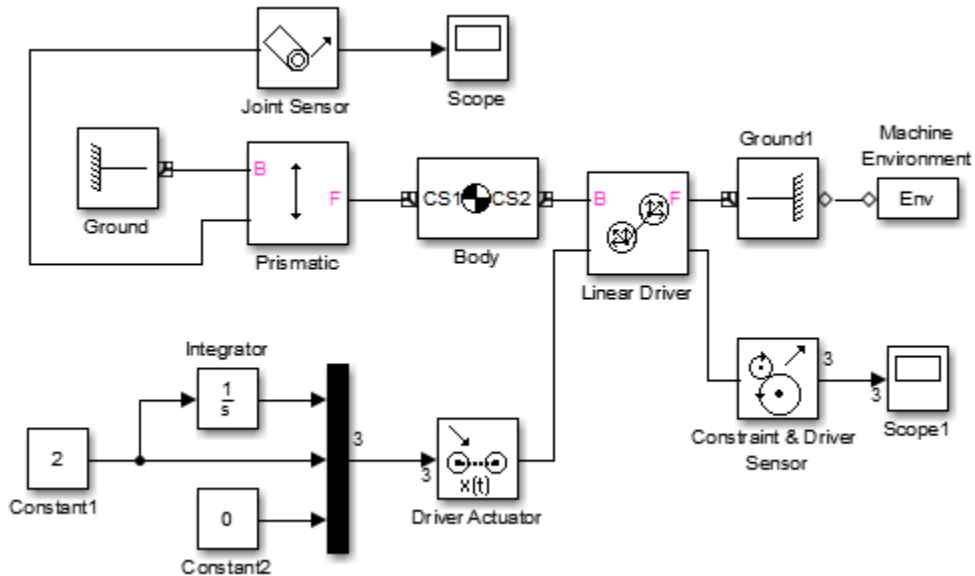 Joint Sensor
Scope
Ground
B
F
Prismatic
CS1
CS2
Body
B
F
Linear Driver
Ground1
Machine
Environment
Env
Integrator
1
s
2
Constant1
0
Constant2
3
3
x(t)
Driver Actuator
3
3
Constraint & Driver
Sensor
Scope1